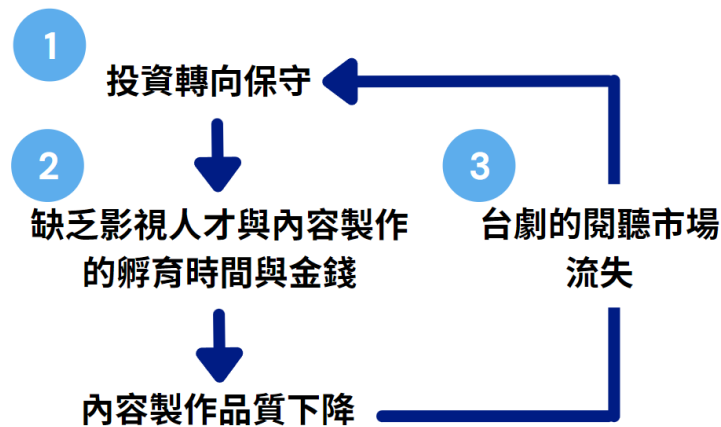 1
投資轉向保守
2
缺乏影視人才與內容製作
的孵育時間與金錢
內容製作品質下降
3
台劇的閱聽市場
流失